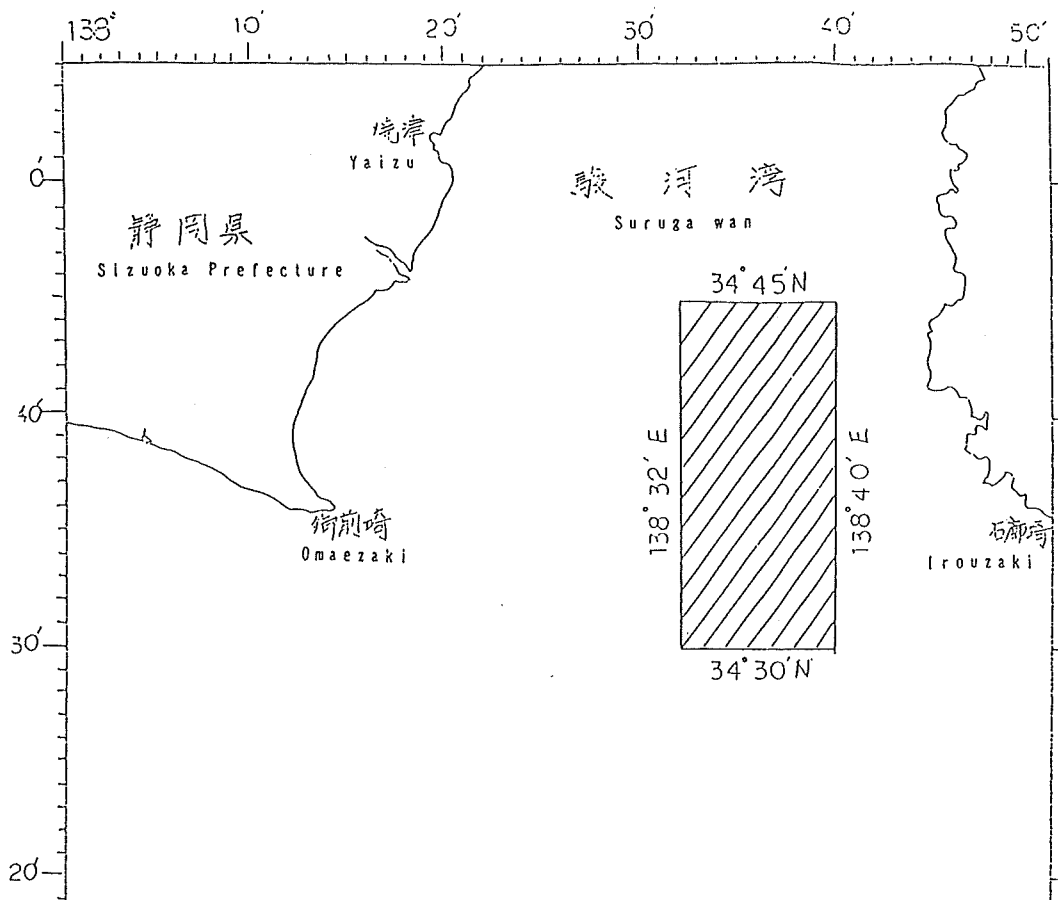 138° 10′ 20′ 30′ 40′ 50′
焼津
Yaizu
0′
駿河湾
Suruga wan
静岡県
Sizuoka Prefecture
34°45′N
40′
138°32′E
138°40′E
御前崎
Omaezaki
石廊埼
Irouzaki
30′
34°30′N
20′